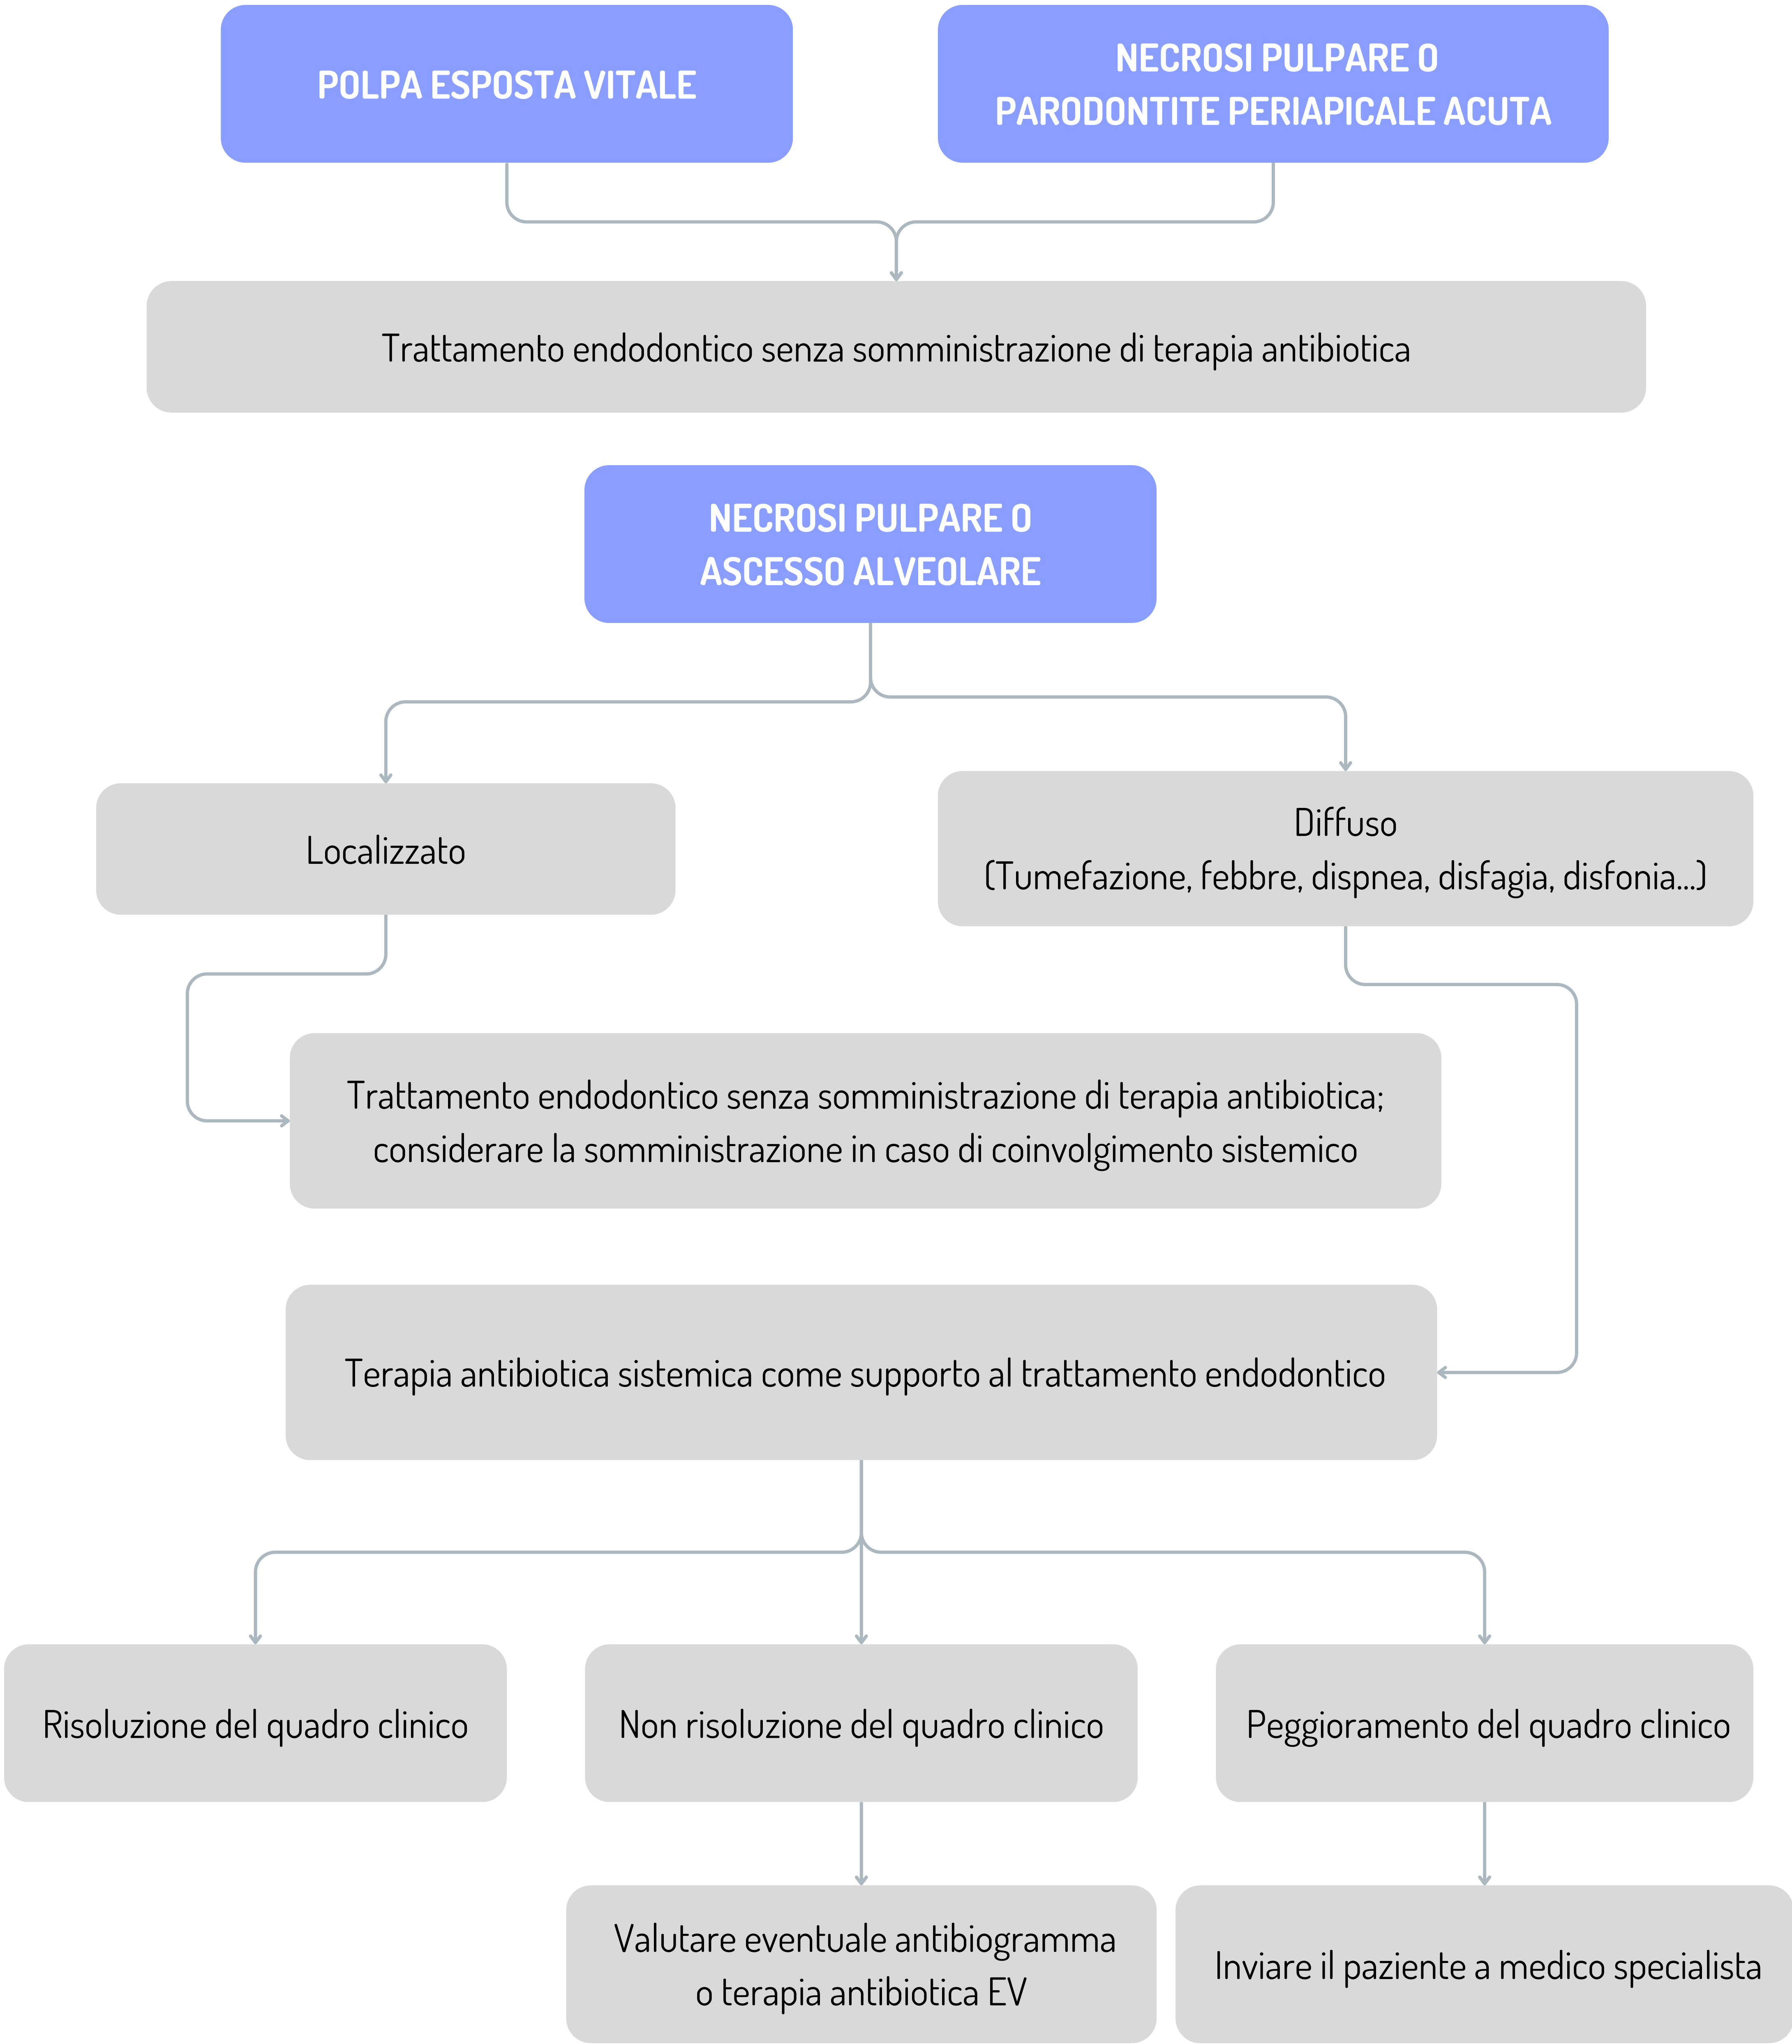 POLPA ESPOSTA VITALE
NECROSI PULPARE O
PARODONTITE PERIAPICALE ACUTA
Trattamento endodontico senza somministrazione di terapia antibiotica
NECROSI PULPARE O
ASCESSO ALVEOLARE
Localizzato
Diffuso
(Tumefazione, febbre, dispnea, disfagia, disfonia...)
Trattamento endodontico senza somministrazione di terapia antibiotica;
considerare la somministrazione in caso di coinvolgimento sistemico
Terapia antibiotica sistemica come supporto al trattamento endodontico
Risoluzione del quadro clinico
Non risoluzione del quadro clinico
Peggioramento del quadro clinico
Valutare eventuale antibiogramma
o terapia antibiotica EV
Inviare il paziente a medico specialista